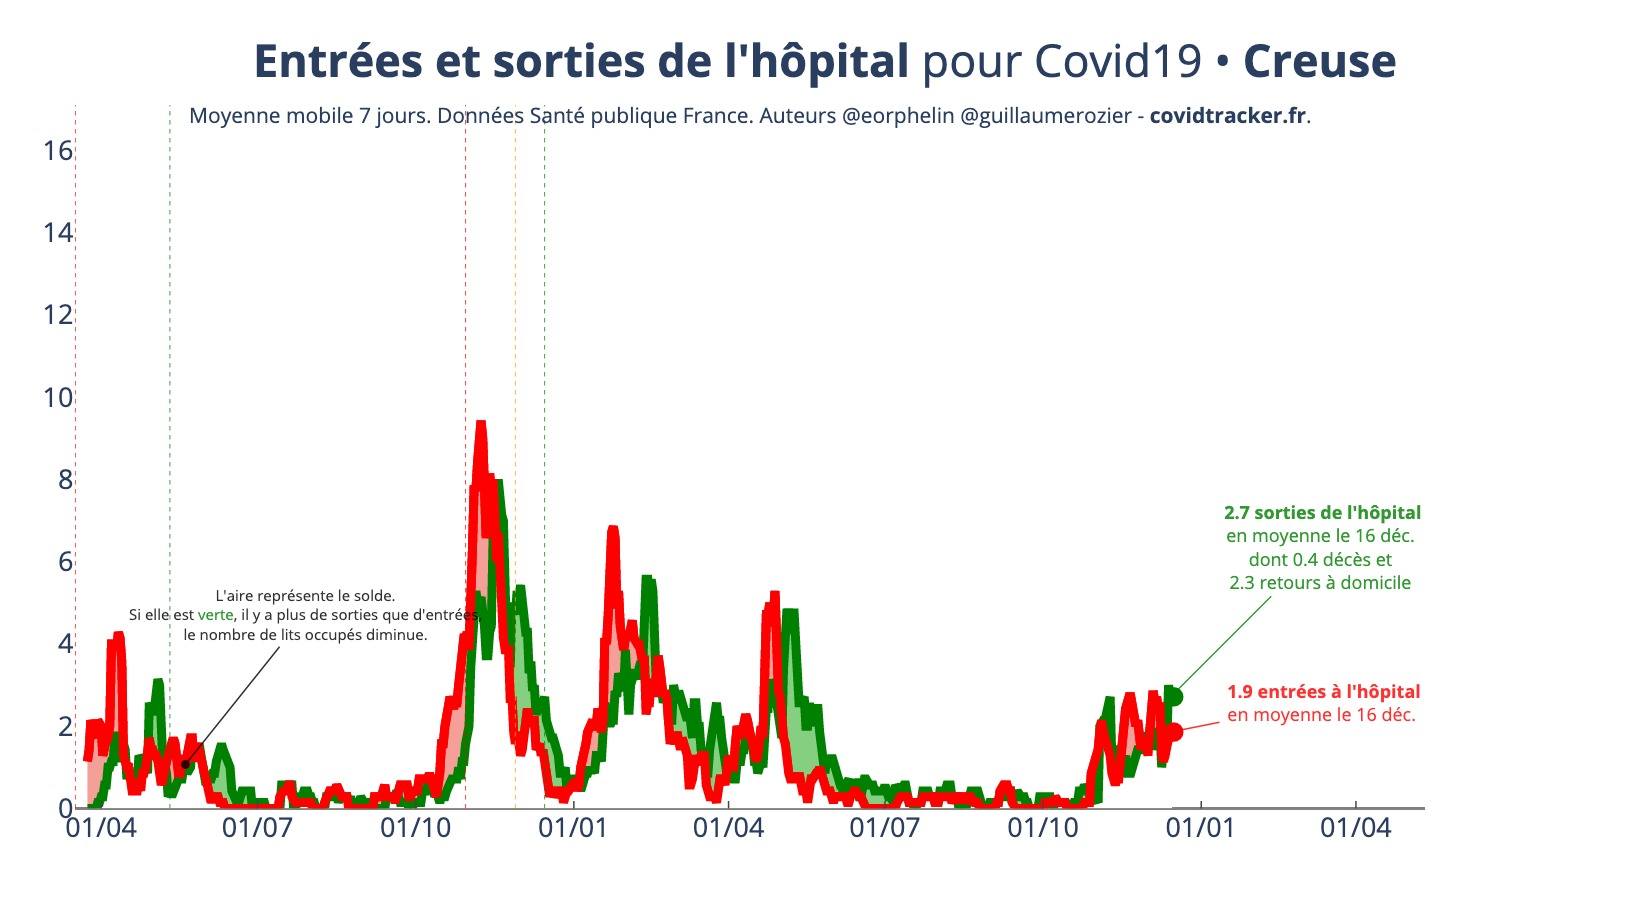 Entrées et sorties de l'hôpital pour Covid19 • Creuse
Moyenne mobile 7 jours. Données Santé publique France. Auteurs @eorphelin @guillaumerozier - covidtracker.fr.
16
14
12
10
8
6
4
2
0
L'aire représente le solde.
Si elle est verte, il y a plus de sorties que d'entrées,
le nombre de lits occupés diminue.
2.7 sorties de l'hôpital
en moyenne le 16 déc.
dont 0.4 décès et
2.3 retours à domicile
1.9 entrées à l'hôpital
en moyenne le 16 déc.
01/04 01/07 01/10 01/01 01/04 01/07 01/10 01/01 01/04